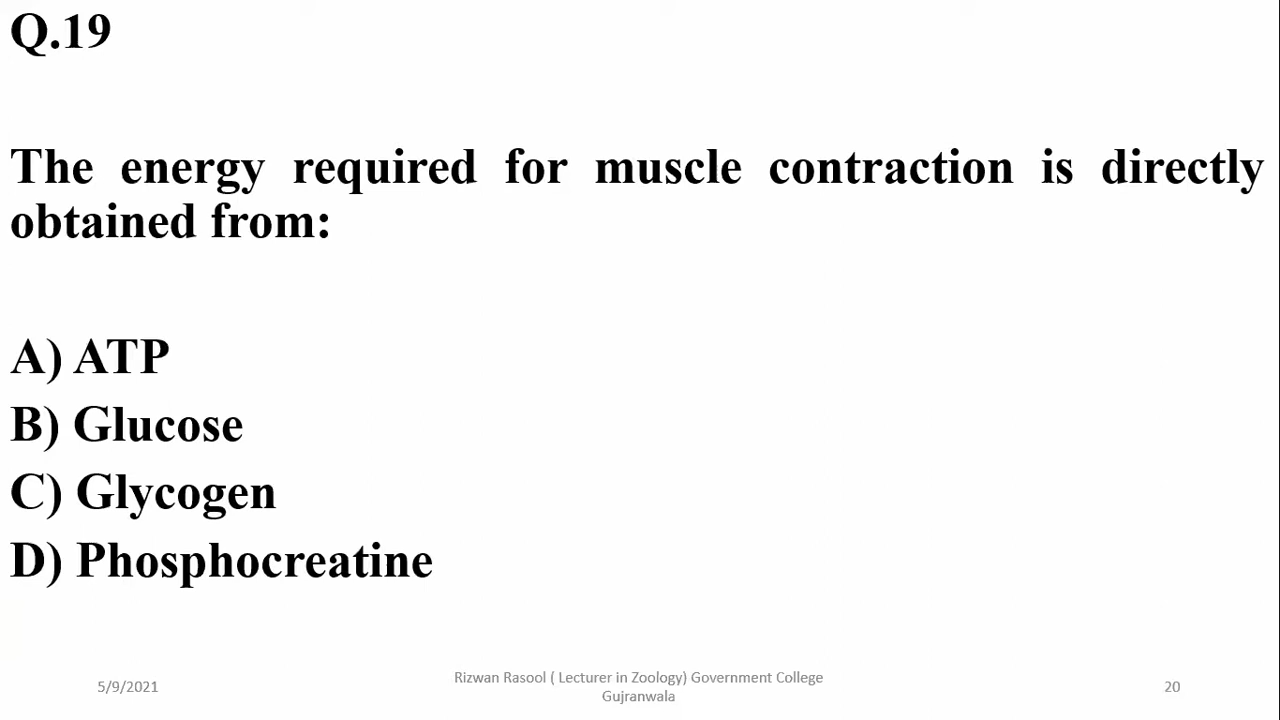 Q.19
The energy required for muscle contraction is directly
obtained from:
A) ATP
B) Glucose
C) Glycogen
D) Phosphocreatine
5/9/2021
Rizwan Rasool ( Lecturer in Zoology) Government College
Gujranwala
20